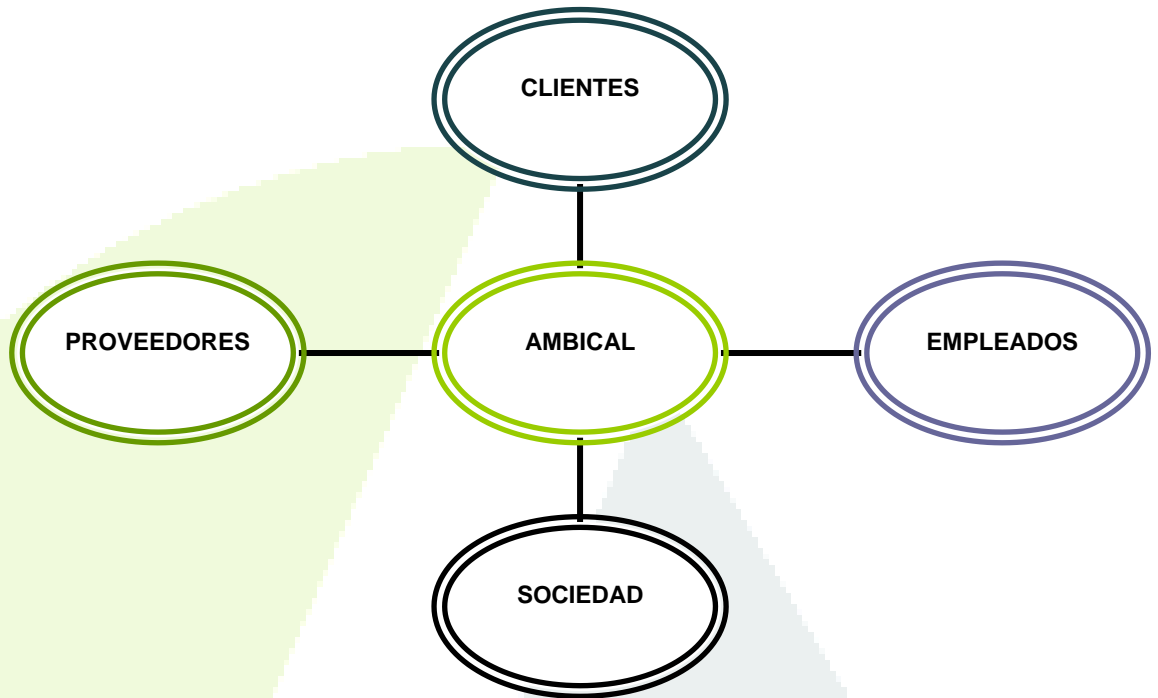 CLIENTES
PROVEEDORES
AMBICAL
EMPLEADOS
SOCIEDAD